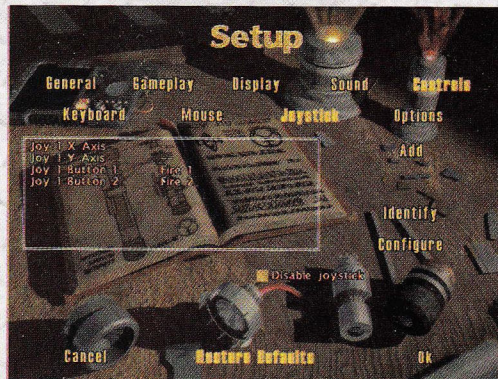 Setup
General Gameplay Display Sound Controls
Keyboard Mouse Joystick Options
Joy 1 X Axis
Joy 1 Y Axis
Joy 1 Button 1 Fire 1
Joy 1 Button 2 Fire 2
Add
Identify
Configure
Disable joystick
Cancel Restore Defaults Ok